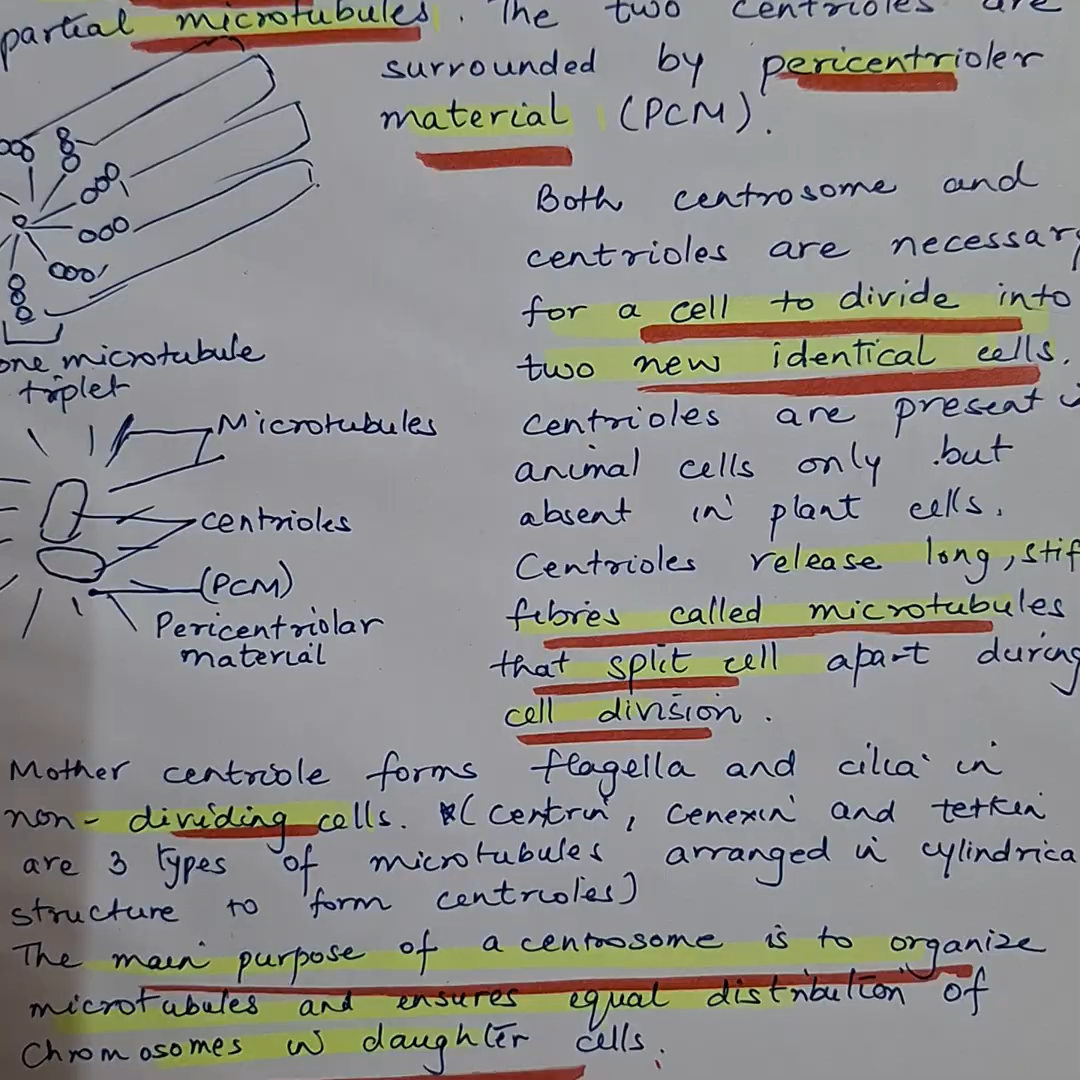 partial microtubules. The two centrioles are
surrounded by pericentrioler
material (PCM).
Both centrosome and
centrioles are necessary
for a cell to divide into
two new identical cells.
one microtubule
triplet
Microtubules
centrioles
(PCM)
Pericentriolar
material
centrioles are present i
animal cells only but
absent in plant cells.
Centrioles release long, stif
fibres called microtubules
that split cell apart during
cell division.
Mother centriole forms flagella and cilia in
non-dividing cells. *(Centrin, cenexin and tetkin
are 3 types of microtubules arranged in cylindrica
structure to form centrioles)
The main purpose of a centrosome is to organize
microtubules and ensures equal distribution of
Chromosomes in daughter cells.